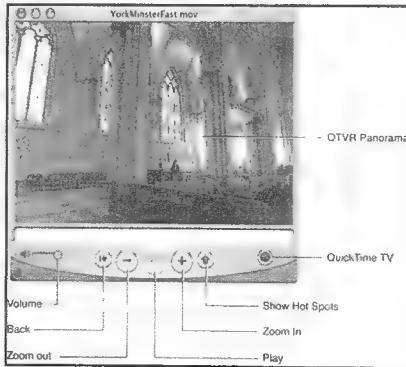 YorkMinsterFast.mov
QTVR Panorama
QuickTime TV
Volume
Show Hot Spots
Back
Zoom In
Zoom out
Play